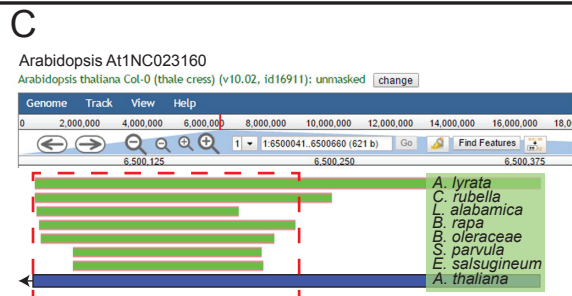 C
Arabidopsis At1NC023160
Arabidopsis thaliana Col-0 (thale cress) (v10.02, id16911): unmasked change
Genome Track View Help
0 2,000,000 4,000,000 6,000,000 8,000,000 10,000,000 12,000,000 14,000,000 16,000,000 18,0
1 1:6500041..6500660 (621 b) Go Find Features
6,500,125 6,500,250 6,500,375
A. lyrata
C. rubella
L. alabamica
B. rapa
B. oleraceae
S. parvula
E. salsugineum
A. thaliana